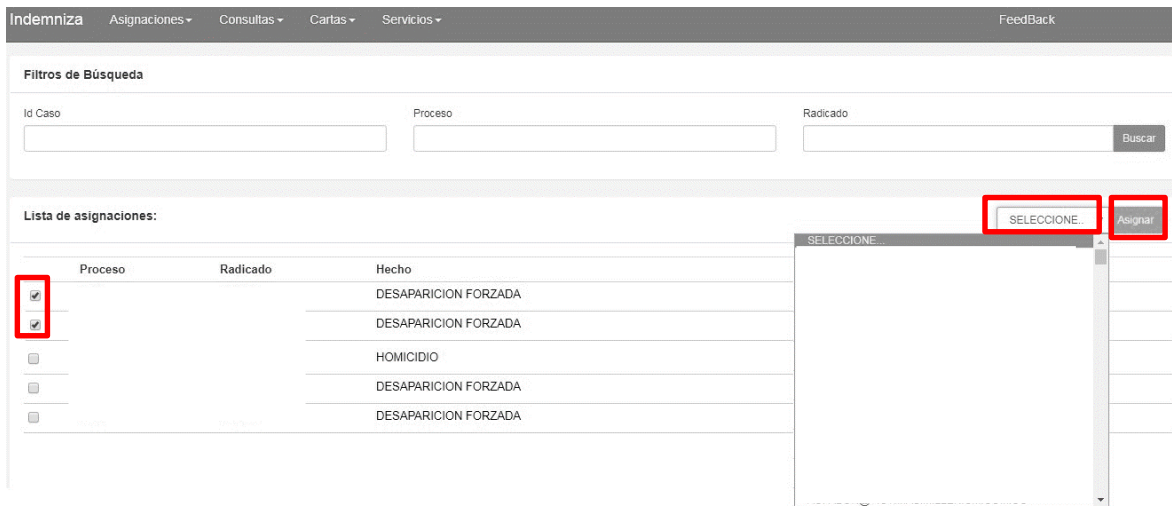 Indemniza Asignaciones Consultas Cartas Servicios FeedBack
Filtros de Búsqueda
Id Caso Proceso Radicado
Buscar
Lista de asignaciones: SELECCIONE.. Asignar
SELECCIONE...
Proceso Radicado Hecho
DESAPARICION FORZADA
DESAPARICION FORZADA
HOMICIDIO
DESAPARICION FORZADA
DESAPARICION FORZADA